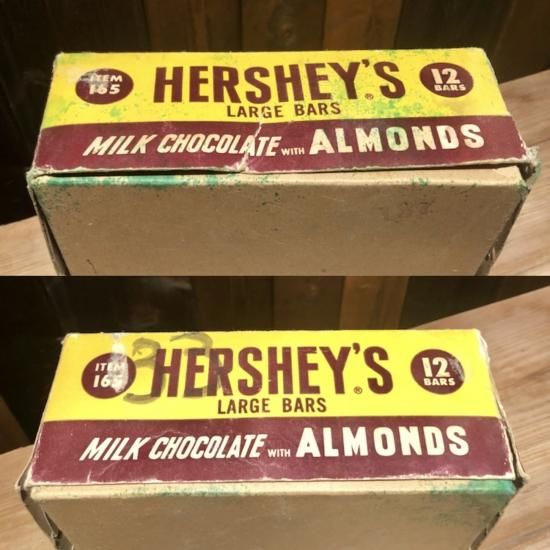 ITEM
165
HERSHEY'S
LARGE BARS
12
BARS
MILK CHOCOLATE WITH ALMONDS
ITEM
165
33
HERSHEY'S
LARGE BARS
12
BARS
MILK CHOCOLATE WITH ALMONDS